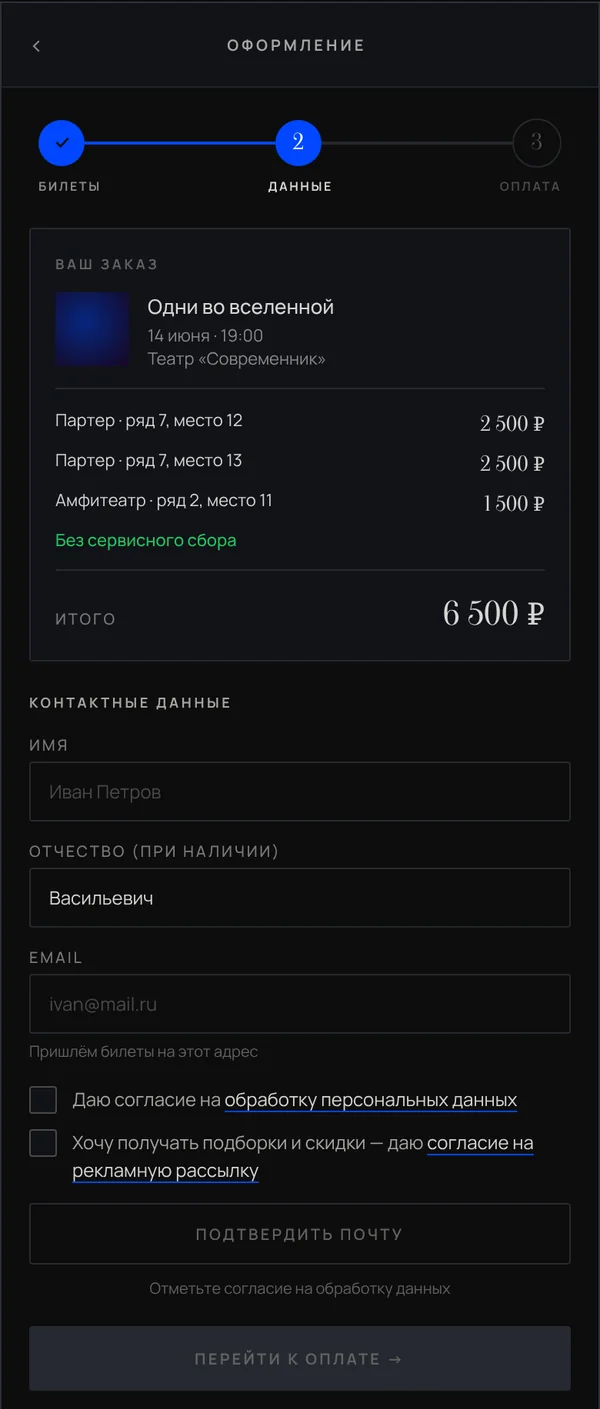 ОФОРМЛЕНИЕ
2
3
БИЛЕТЫ
ДАННЫЕ
ОПЛАТА
ВАШ ЗАКАЗ
Одни во вселенной
14 июня · 19:00
Театр «Современник»
Партер · ряд 7, место 12
2 500 ₽
Партер · ряд 7, место 13
2 500 ₽
Амфитеатр · ряд 2, место 11
1 500 ₽
Без сервисного сбора
ИТОГО
6 500 ₽
КОНТАКТНЫЕ ДАННЫЕ
ИМЯ
Иван Петров
ОТЧЕСТВО (ПРИ НАЛИЧИИ)
Васильевич
EMAIL
ivan@mail.ru
Пришлём билеты на этот адрес
Даю согласие на обработку персональных данных
Хочу получать подборки и скидки — даю согласие на
рекламную рассылку
ПОДТВЕРДИТЬ ПОЧТУ
Отметьте согласие на обработку данных
ПЕРЕЙТИ К ОПЛАТЕ →